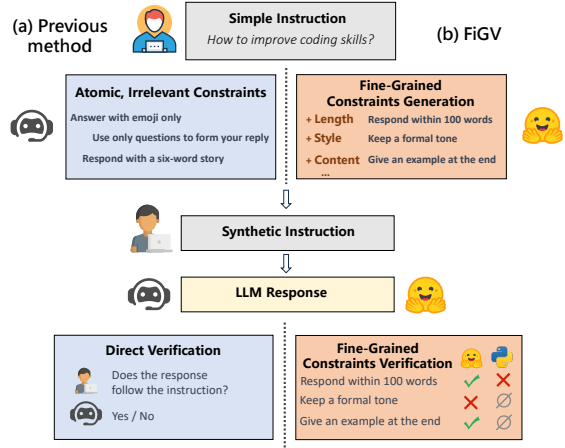 (a) Previous
method
Simple Instruction
How to improve coding skills?
(b) FiGV
Atomic, Irrelevant Constraints
Answer with emoji only
Use only questions to form your reply
Respond with a six-word story
Fine-Grained
Constraints Generation
+ Length Respond within 100 words
+ Style Keep a formal tone
+ Content Give an example at the end
...
Synthetic Instruction
LLM Response
Direct Verification
Does the response
follow the instruction?
Yes / No
Fine-Grained
Constraints Verification
Respond within 100 words
Keep a formal tone
Give an example at the end